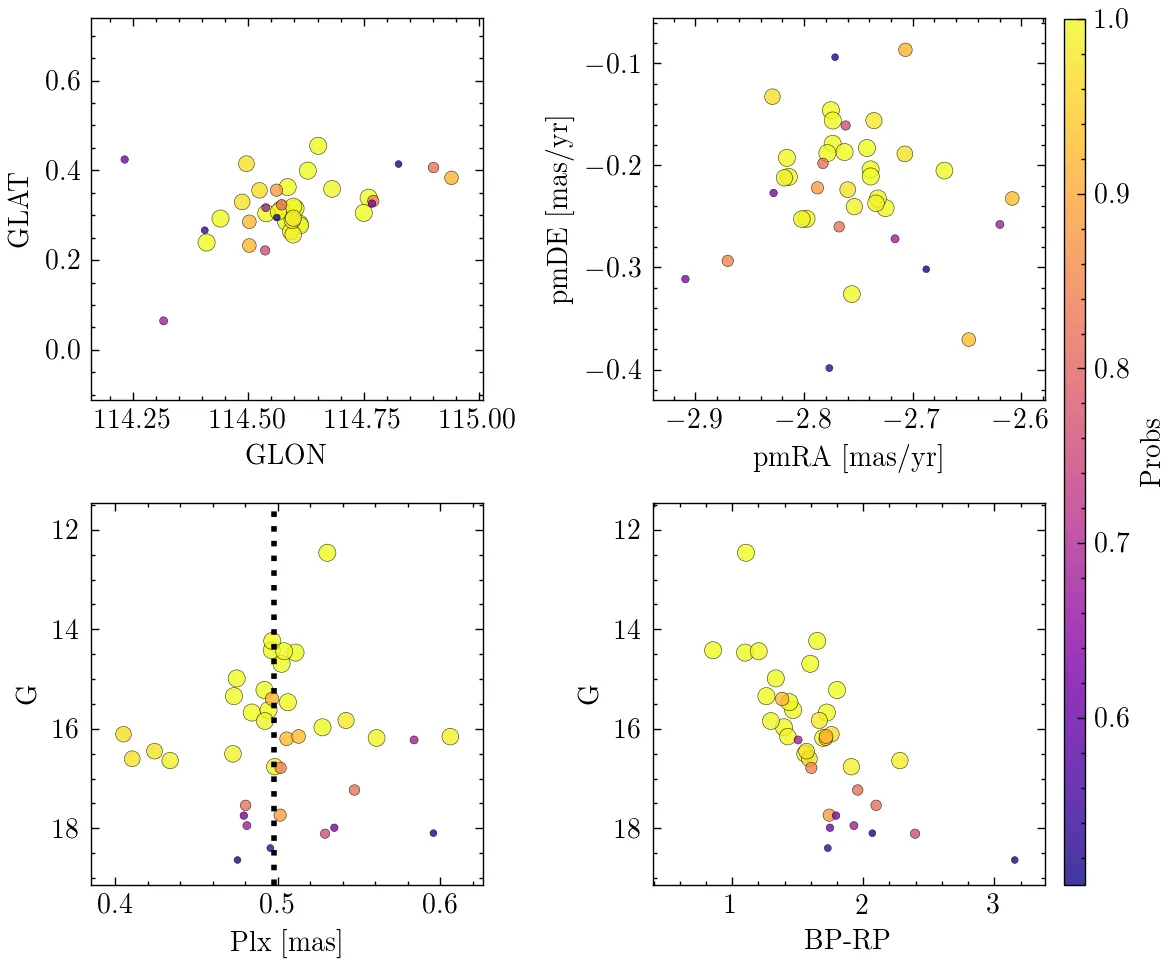 0.6
0.4
0.2
0.0
GLAT
114.25 114.50 114.75 115.00
GLON
−0.1
−0.2
−0.3
−0.4
pmDE [mas/yr]
−2.9 −2.8 −2.7 −2.6
pmRA [mas/yr]
1.0
0.9
0.8
0.7
0.6
Probs
12
14
16
18
G
0.4 0.5 0.6
Plx [mas]
12
14
16
18
G
1 2 3
BP-RP